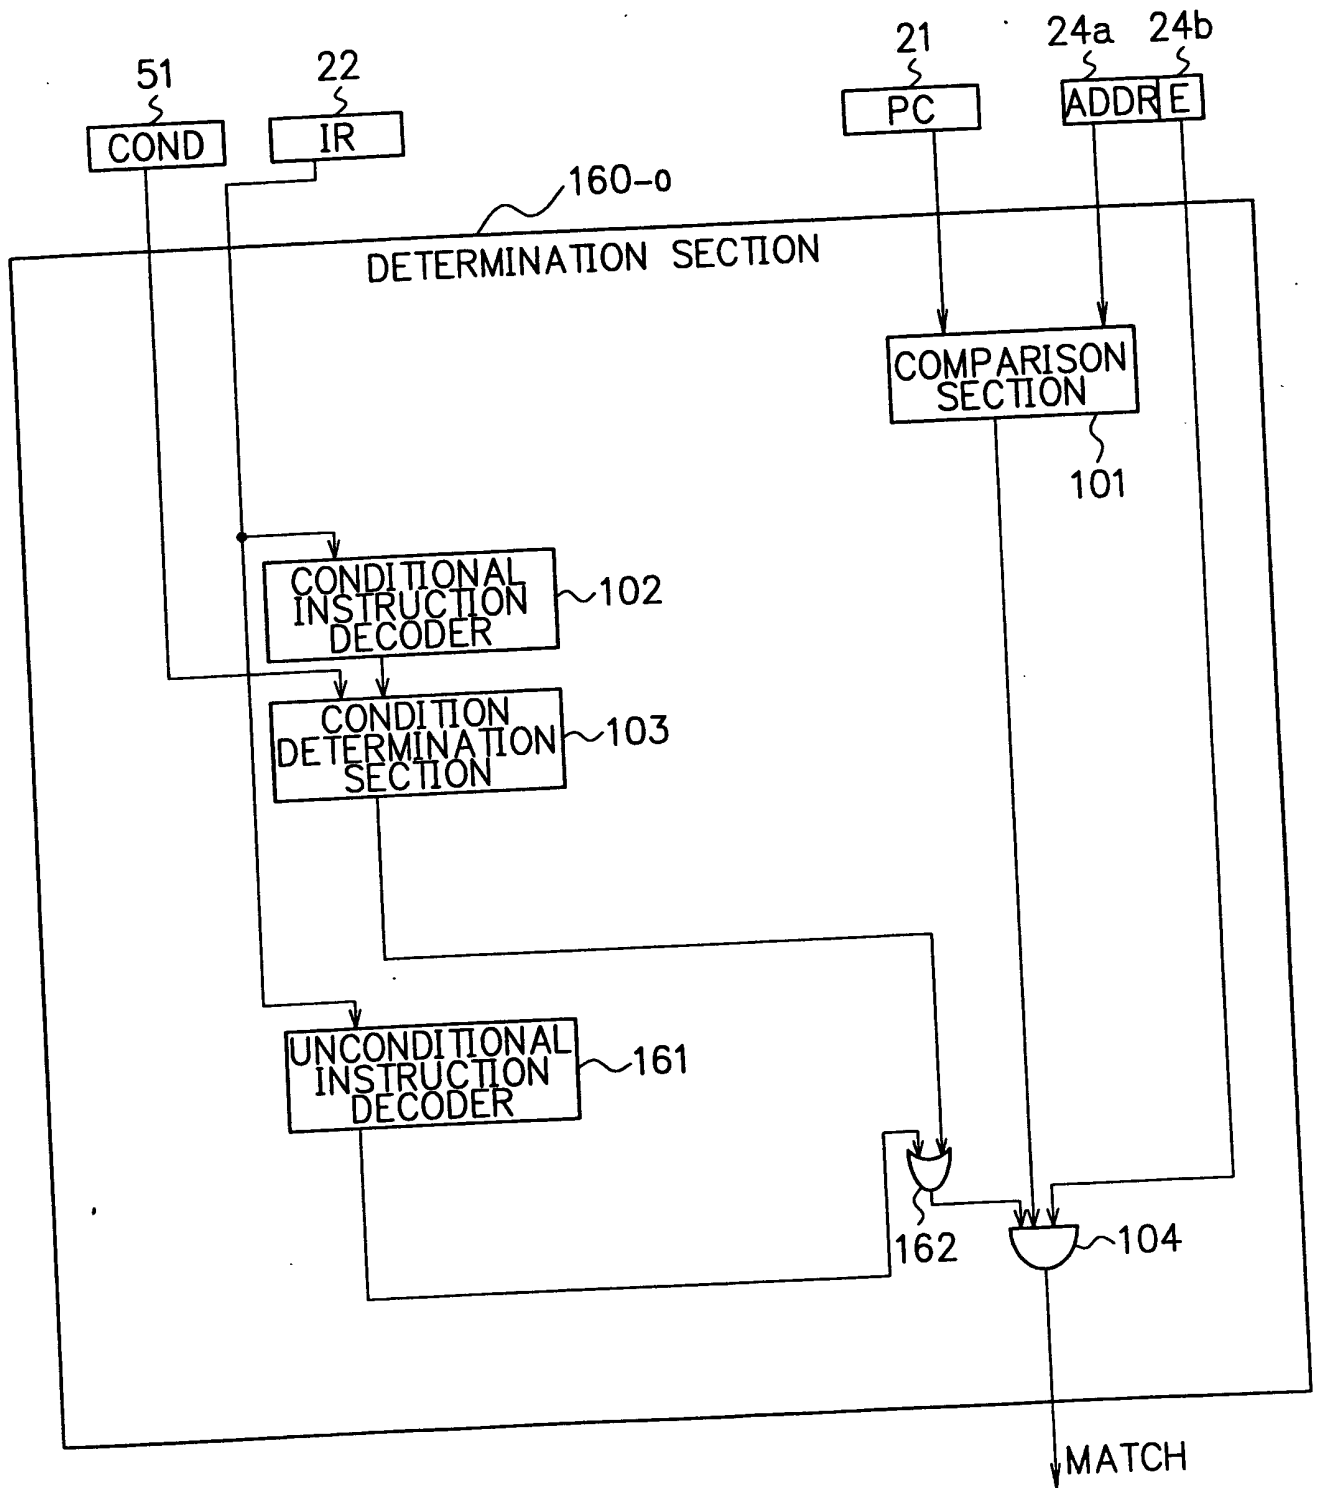 51
22
21
24a 24b
COND
IR
PC
ADDR E
160-0
DETERMINATION SECTION
COMPARISON
SECTION
101
CONDITIONAL
INSTRUCTION
DECODER
102
CONDITION
DETERMINATION
SECTION
103
UNCONDITIONAL
INSTRUCTION
DECODER
161
162
104
MATCH